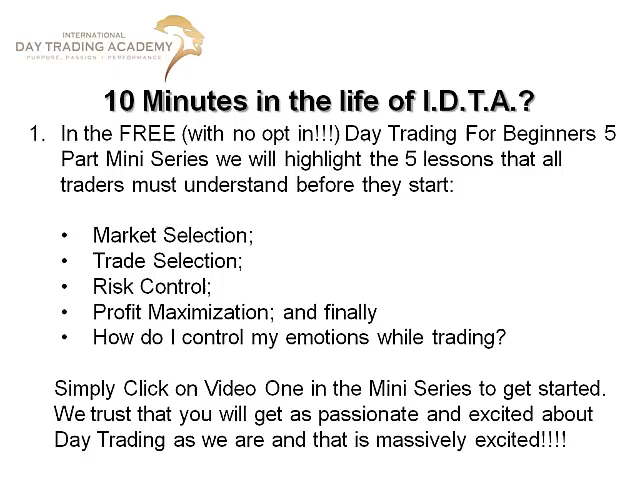 INTERNATIONAL
DAY TRADING ACADEMY
PURPOSE, PASSION + PERFORMANCE
10 Minutes in the life of I.D.T.A.?
1. In the FREE (with no opt in!!!) Day Trading For Beginners 5
Part Mini Series we will highlight the 5 lessons that all
traders must understand before they start:
• Market Selection;
• Trade Selection;
• Risk Control;
• Profit Maximization; and finally
• How do I control my emotions while trading?
Simply Click on Video One in the Mini Series to get started.
We trust that you will get as passionate and excited about
Day Trading as we are and that is massively excited!!!!